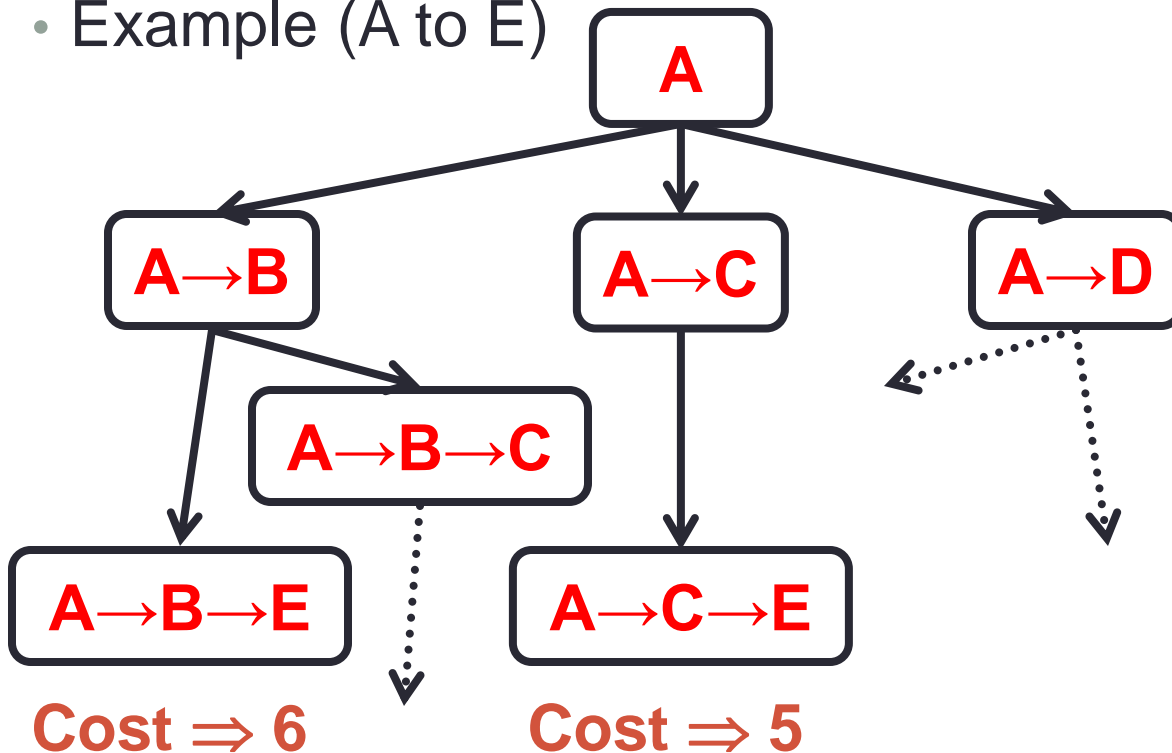 • Example (A to E)
A
A→B
A→C
A→D
A→B→C
A→B→E
A→C→E
Cost ⇒ 6
Cost ⇒ 5